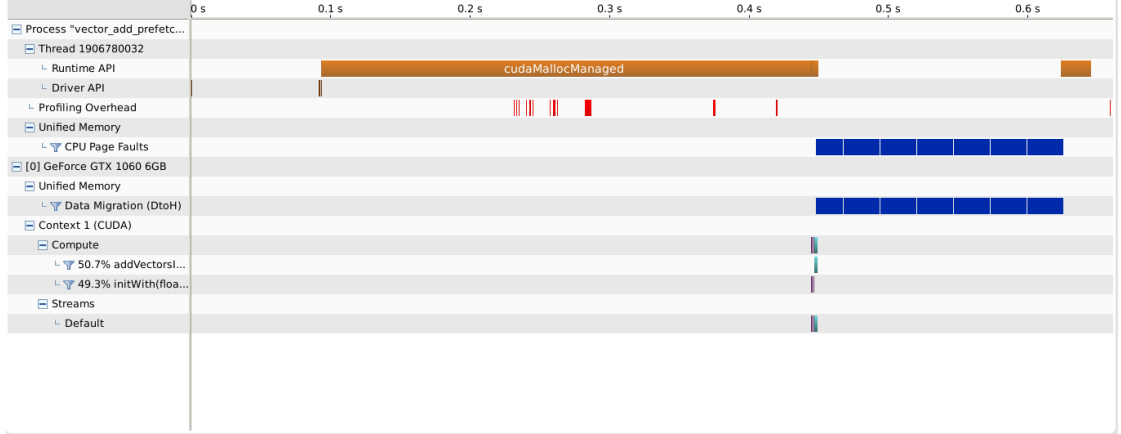 0 s 0.1 s 0.2 s 0.3 s 0.4 s 0.5 s 0.6 s
Process "vector_add_prefetc...
Thread 1906780032
Runtime API cudaMallocManaged
Driver API
Profiling Overhead
Unified Memory
CPU Page Faults
[0] GeForce GTX 1060 6GB
Unified Memory
Data Migration (DtoH)
Context 1 (CUDA)
Compute
50.7% addVectorsI...
49.3% initWith(floa...
Streams
Default